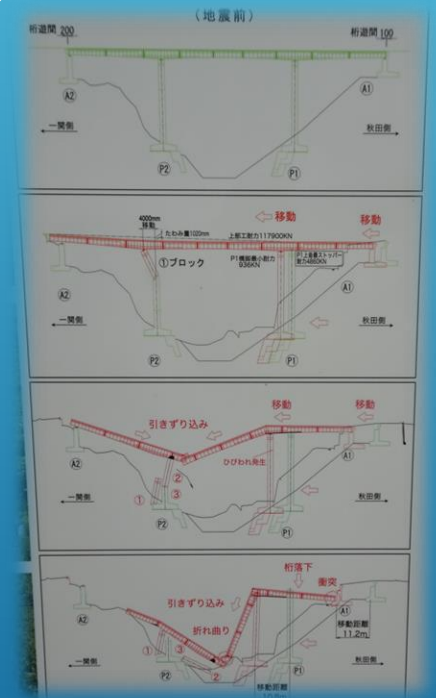 (地震前)
桁遊間 200
桁遊間 100
A2
A1
一関側
秋田側
P2
P1
4000mm
移動
たわみ量1020mm
上部工耐力117900KN
移動
移動
①ブロック
P1橋脚最小耐力
936KN
P1上沓最ストッパー
耐力4860KN
A2
A1
一関側
秋田側
P2
P1
移動
移動
引きずり込み
ひびわれ発生
A2
A1
①
②
③
一関側
秋田側
P2
P1
桁落下
衝突
引きずり込み
折れ曲り
A2
A1
移動距離
11.2m
①
③
②
一関側
秋田側
P2
P1
移動距離